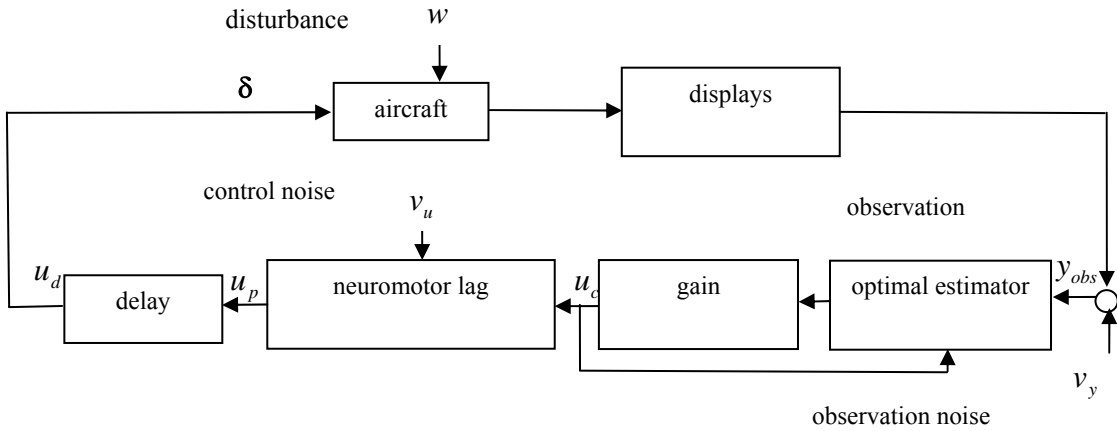 disturbance
w
δ
aircraft
displays
control noise
v_u
observation
u_d
delay
u_p
neuromotor lag
u_c
gain
optimal estimator
y_obs
v_y
observation noise